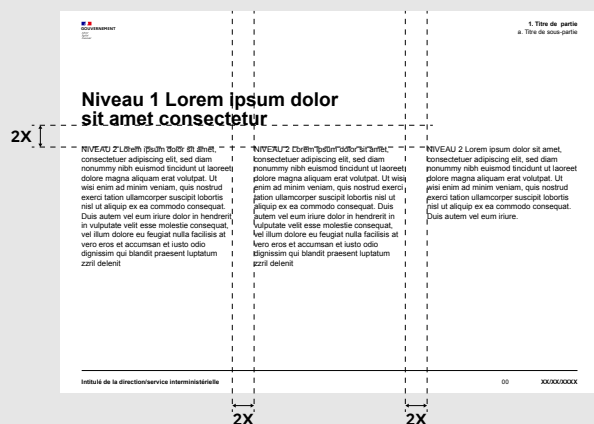 GOUVERNEMENT
1. Titre de partie
a. Titre de sous-partie
Niveau 1 Lorem ipsum dolor
sit amet consectetur
2X
NIVEAU 2 Lorem ipsum dolor sit amet,
consectetuer adipiscing elit, sed diam
nonummy nibh euismod tincidunt ut laoreet
dolore magna aliquam erat volutpat. Ut
wisi enim ad minim veniam, quis nostrud
exerci tation ullamcorper suscipit lobortis
nisl ut aliquip ex ea commodo consequat.
Duis autem vel eum iriure dolor in hendrerit
in vulputate velit esse molestie consequat,
vel illum dolore eu feugiat nulla facilisis at
vero eros et accumsan et iusto odio
dignissim qui blandit praesent luptatum
zzril delenit
NIVEAU 2 Lorem ipsum dolor sit amet,
consectetuer adipiscing elit, sed diam
nonummy nibh euismod tincidunt ut laoreet
dolore magna aliquam erat volutpat. Ut wisi
enim ad minim veniam, quis nostrud exerci
tation ullamcorper suscipit lobortis nisl ut
aliquip ex ea commodo consequat. Duis
autem vel eum iriure dolor in hendrerit in
vulputate velit esse molestie consequat,
vel illum dolore eu feugiat nulla facilisis at
vero eros et accumsan et iusto odio
dignissim qui blandit praesent luptatum
zzril delenit
NIVEAU 2 Lorem ipsum dolor sit amet,
consectetuer adipiscing elit, sed diam
nonummy nibh euismod tincidunt ut laoreet
dolore magna aliquam erat volutpat. Ut
wisi enim ad minim veniam, quis nostrud
exerci tation ullamcorper suscipit lobortis
nisl ut aliquip ex ea commodo consequat.
Duis autem vel eum iriure.
Intitulé de la direction/service interministérielle
00
XX/XX/XXXX
2X
2X